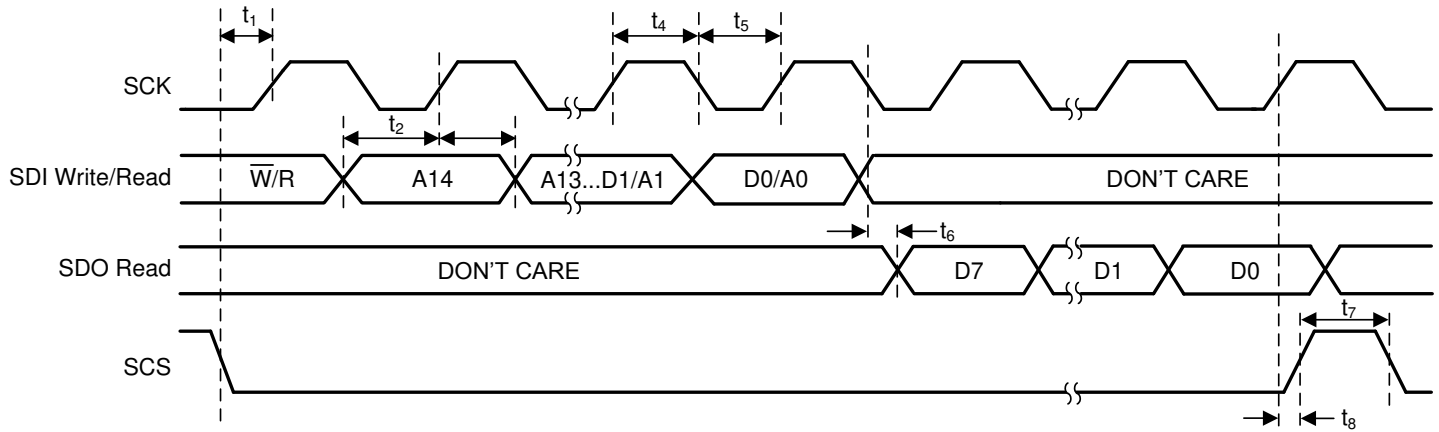 t1 t4 t5
SCK
t2
SDI Write/Read W̅/R A14 A13...D1/A1 D0/A0 DON'T CARE
t6
SDO Read DON'T CARE D7 D1 D0
t7
SCS
t8